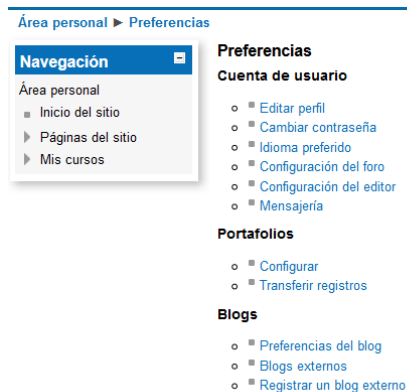 Área personal ► Preferencias
Navegación
Área personal
Inicio del sitio
Páginas del sitio
Mis cursos
Preferencias
Cuenta de usuario
Editar perfil
Cambiar contraseña
Idioma preferido
Configuración del foro
Configuración del editor
Mensajería
Portafolios
Configurar
Transferir registros
Blogs
Preferencias del blog
Blogs externos
Registrar un blog externo